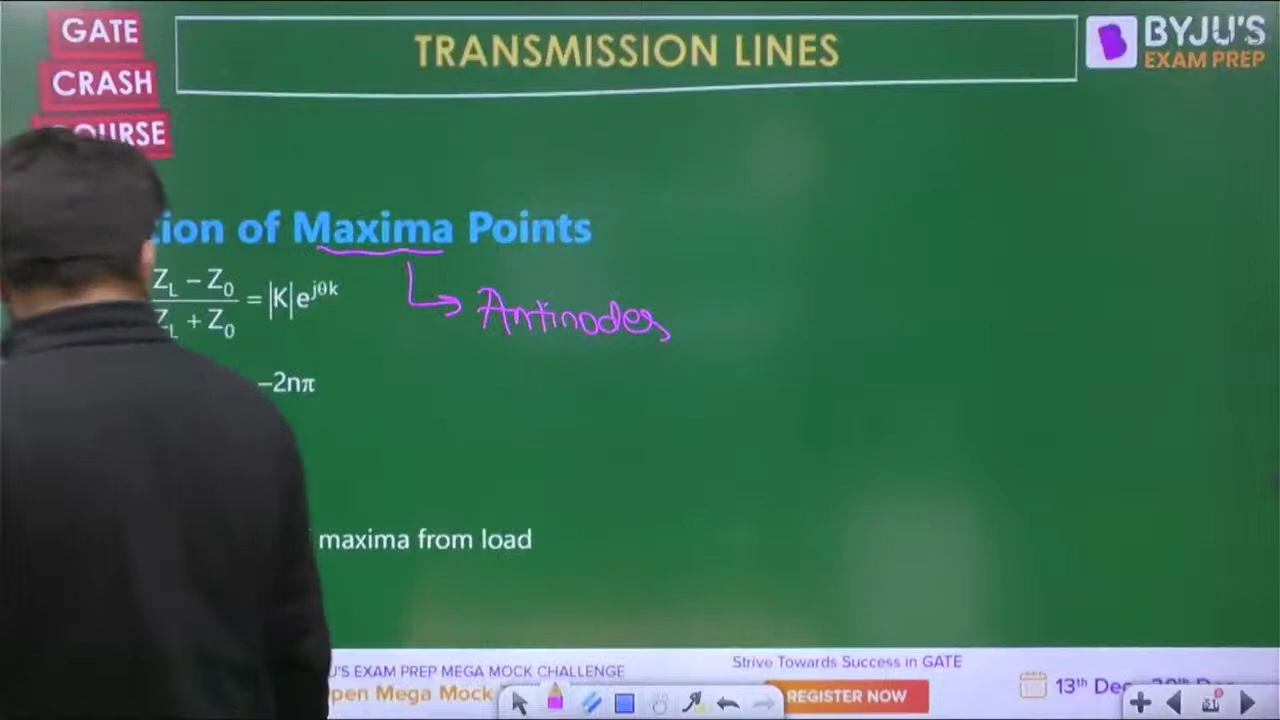 GATE
CRASH
COURSE
TRANSMISSION LINES
BYJU'S
EXAM PREP
tion of Maxima Points
Z_L − Z_0
Z_L + Z_0
= |K|e^{jθk}
Antinodes
−2nπ
maxima from load
J'S EXAM PREP MEGA MOCK CHALLENGE
pen Mega Mock
Strive Towards Success in GATE
REGISTER NOW
13th Dec
51